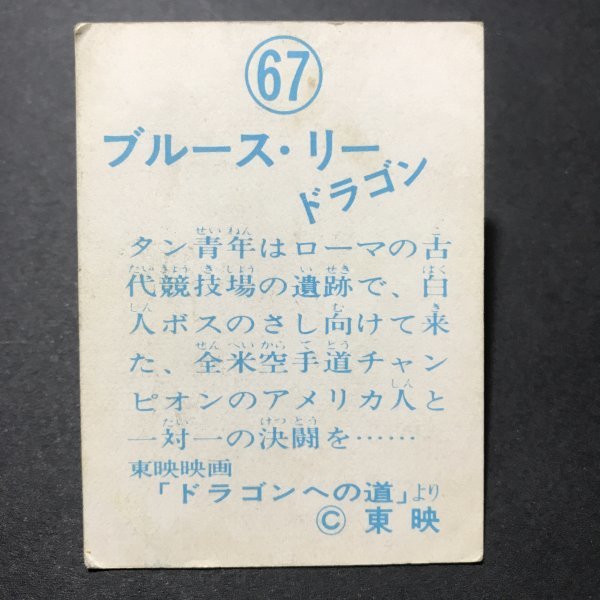 67
ブルース・リー
ドラゴン
タン青年はローマの古
代競技場の遺跡で、白
人ボスのさし向けて来
た、全米空手道チャン
ピオンのアメリカ人と
一対一の決闘を……
東映映画
「ドラゴンへの道」より
Ⓒ 東映